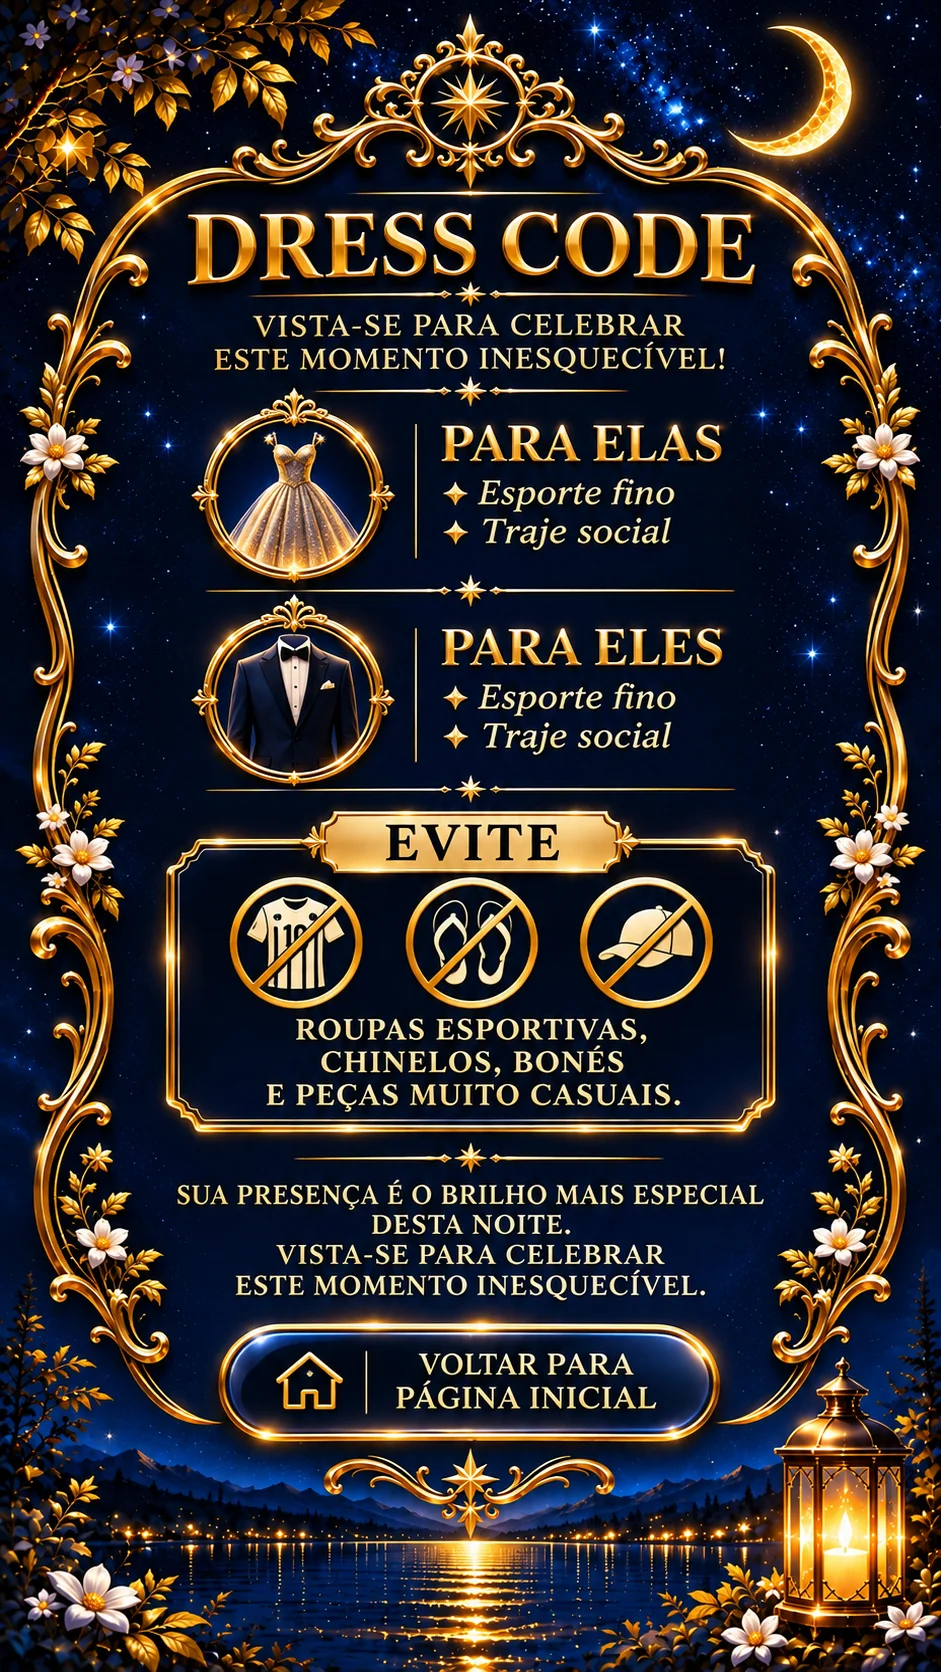 DRESS CODE
VISTA-SE PARA CELEBRAR
ESTE MOMENTO INESQUECÍVEL!
PARA ELAS
Esporte fino
Traje social
PARA ELES
Esporte fino
Traje social
EVITE
10
ROUPAS ESPORTIVAS,
CHINELOS, BONÉS
E PEÇAS MUITO CASUAIS.
SUA PRESENÇA É O BRILHO MAIS ESPECIAL
DESTA NOITE.
VISTA-SE PARA CELEBRAR
ESTE MOMENTO INESQUECÍVEL.
VOLTAR PARA
PÁGINA INICIAL